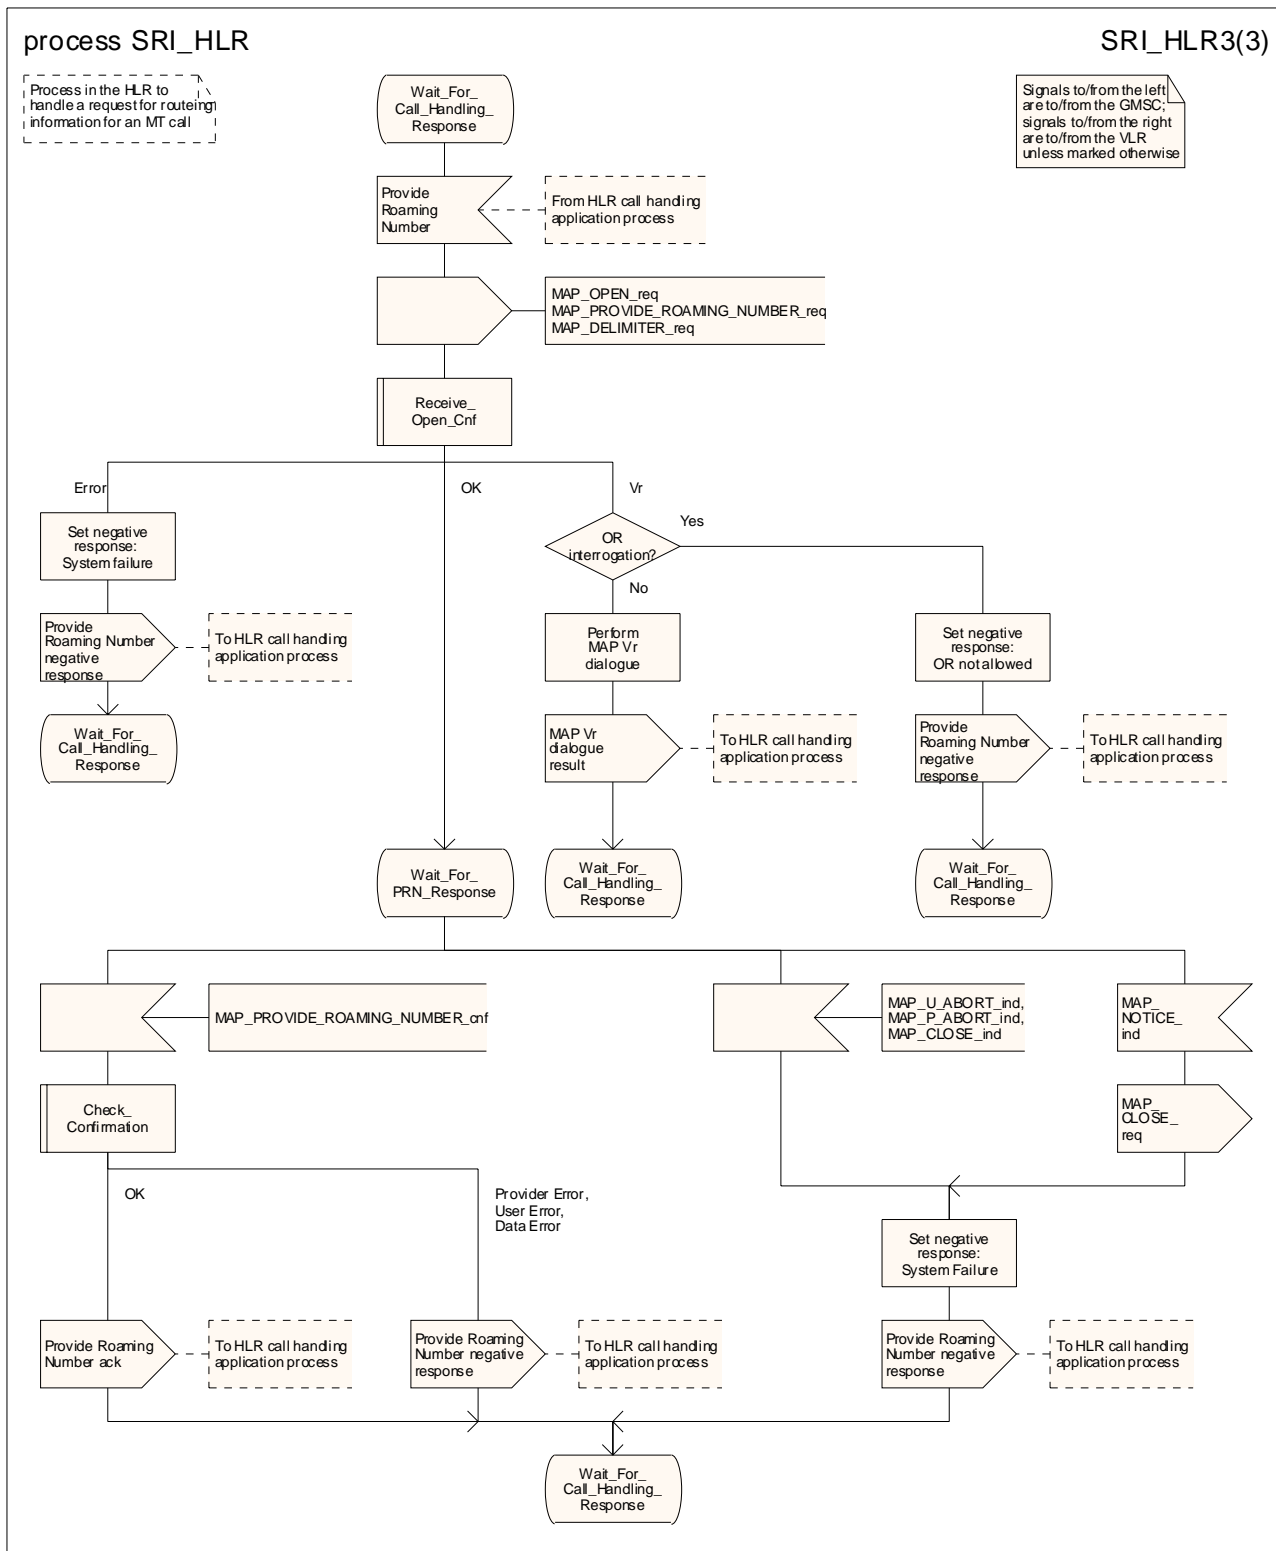 process SRI_HLR
SRI_HLR3(3)
Process in the HLR to
handle a request for routeing
information for an MT call
Wait_For_
Call_Handling_
Response
Signals to/from the left
are to/from the GMSC;
signals to/from the right
are to/from the VLR
unless marked otherwise
Provide
Roaming
Number
From HLR call handling
application process
MAP_OPEN_req
MAP_PROVIDE_ROAMING_NUMBER_req
MAP_DELIMITER_req
Receive_
Open_Cnf
Error
OK
Vr
Set negative
response:
System failure
OR
interrogation?
Yes
No
Provide
Roaming Number
negative
response
To HLR call handling
application process
Perform
MAP Vr
dialogue
Set negative
response:
OR not allowed
Wait_For_
Call_Handling_
Response
MAP Vr
dialogue
result
To HLR call handling
application process
Provide
Roaming Number
negative
response
To HLR call handling
application process
Wait_For_
PRN_Response
Wait_For_
Call_Handling_
Response
Wait_For_
Call_Handling_
Response
MAP_PROVIDE_ROAMING_NUMBER_cnf
MAP_U_ABORT_ind,
MAP_P_ABORT_ind,
MAP_CLOSE_ind
MAP_
NOTICE_
ind
Check_
Confirmation
MAP_
CLOSE_
req
OK
Provider Error,
User Error,
Data Error
Set negative
response:
System Failure
Provide Roaming
Number ack
To HLR call handling
application process
Provide Roaming
Number negative
response
To HLR call handling
application process
Provide Roaming
Number negative
response
To HLR call handling
application process
Wait_For_
Call_Handling_
Response